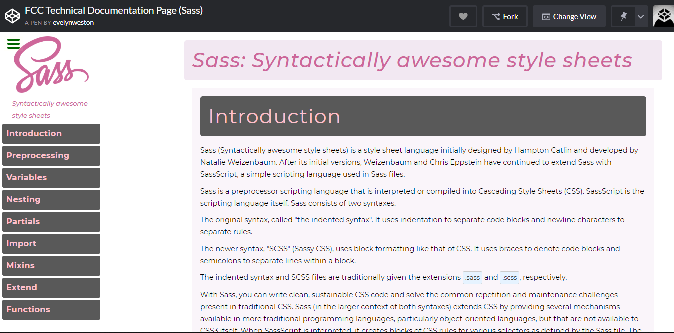 FCC Technical Documentation Page (Sass)
A PEN BY evelynweston
Fork
Change View
Sass
Syntactically awesome
style sheets
Introduction
Preprocessing
Variables
Nesting
Partials
Import
Mixins
Extend
Functions
Sass: Syntactically awesome style sheets
Introduction
Sass (Syntactically awesome style sheets) is a style sheet language initially designed by Hampton Catlin and developed by
Natalie Weizenbaum. After its initial versions, Weizenbaum and Chris Eppstein have continued to extend Sass with
SassScript, a simple scripting language used in Sass files.
Sass is a preprocessor scripting language that is interpreted or compiled into Cascading Style Sheets (CSS). SassScript is the
scripting language itself. Sass consists of two syntaxes.
The original syntax, called "the indented syntax", it uses indentation to separate code blocks and newline characters to
separate rules.
The newer syntax, "SCSS" (Sassy CSS), uses block formatting like that of CSS. It uses braces to denote code blocks and
semicolons to separate lines within a block.
The indented syntax and SCSS files are traditionally given the extensions .sass and .scss, respectively.
With Sass, you can write clean, sustainable CSS code and solve the common repetition and maintenance challenges
present in traditional CSS. Sass (in the larger context of both syntaxes) extends CSS by providing several mechanisms
available in more traditional programming languages, particularly object-oriented languages, but that are not available to
CSS3 itself. When SassScript is interpreted, it creates blocks of CSS rules for various selectors as defined by the Sass file. The